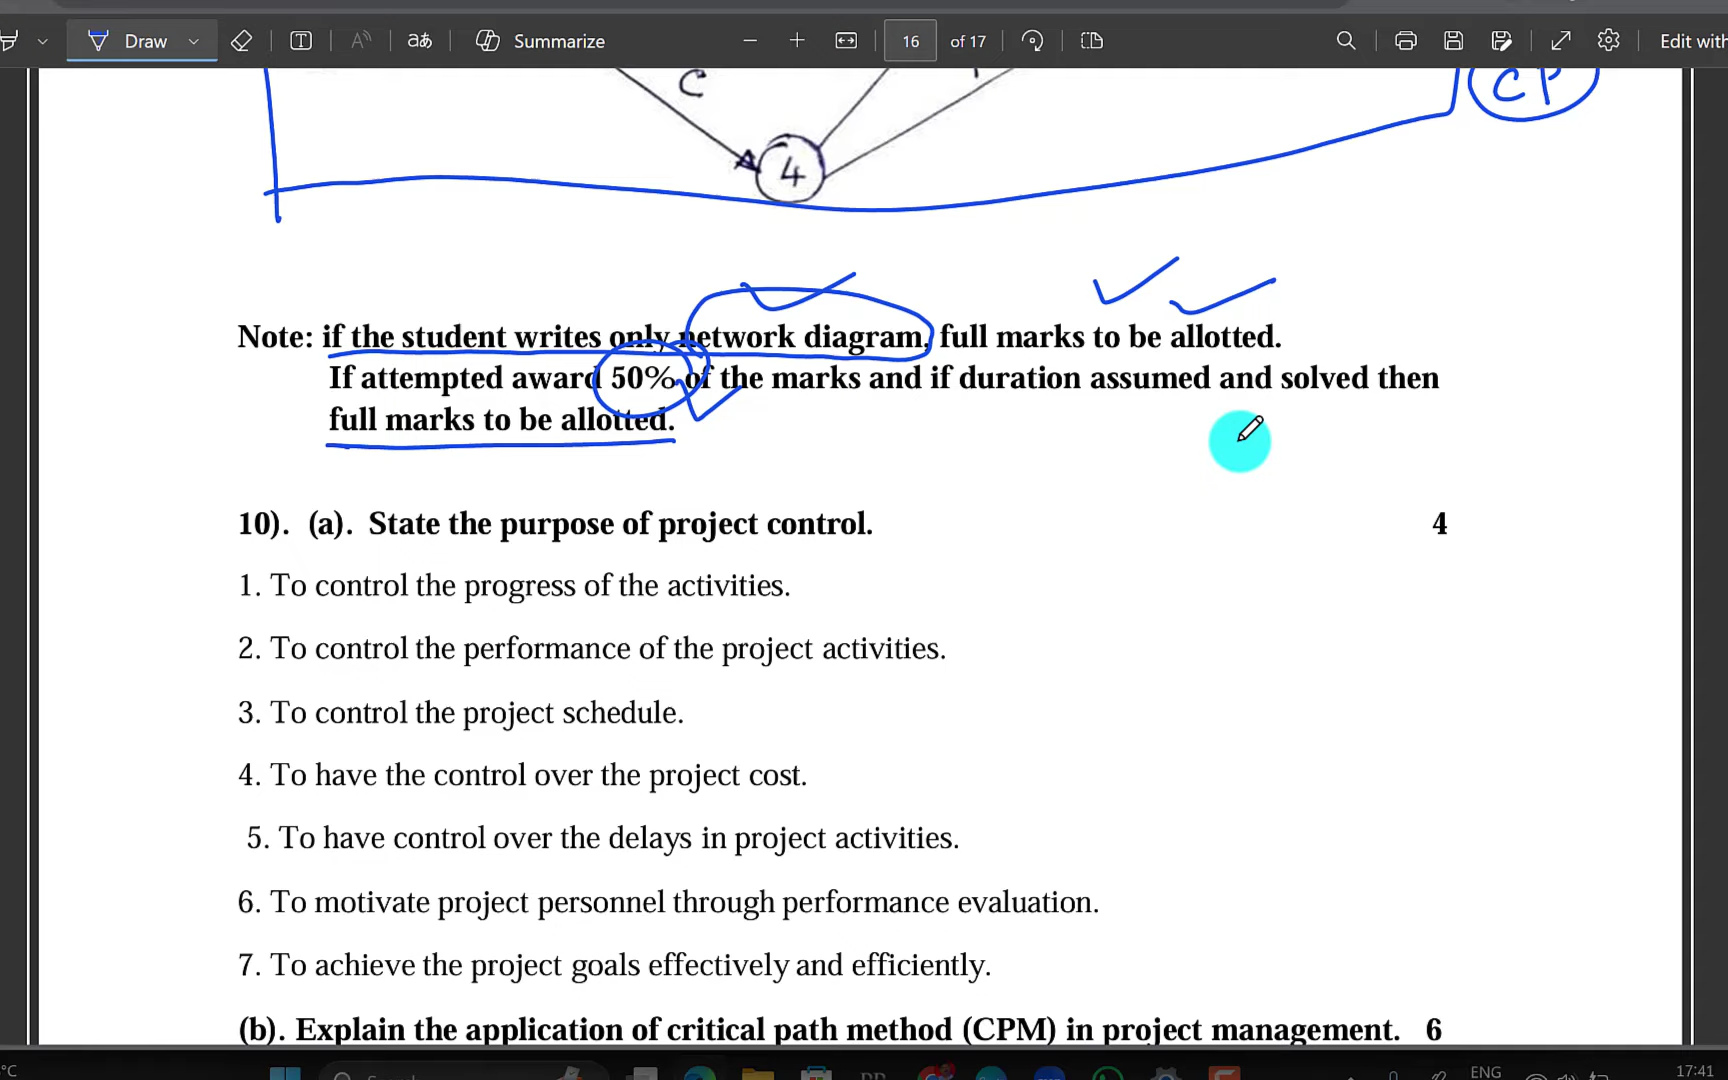 Draw
aあ
Summarize
16 of 17
Edit with
C
CP
4
Note: if the student writes only network diagram, full marks to be allotted.
If attempted award 50% of the marks and if duration assumed and solved then
full marks to be allotted.
10). (a). State the purpose of project control. 4
1. To control the progress of the activities.
2. To control the performance of the project activities.
3. To control the project schedule.
4. To have the control over the project cost.
5. To have control over the delays in project activities.
6. To motivate project personnel through performance evaluation.
7. To achieve the project goals effectively and efficiently.
(b). Explain the application of critical path method (CPM) in project management. 6
°C
ENG
17:41